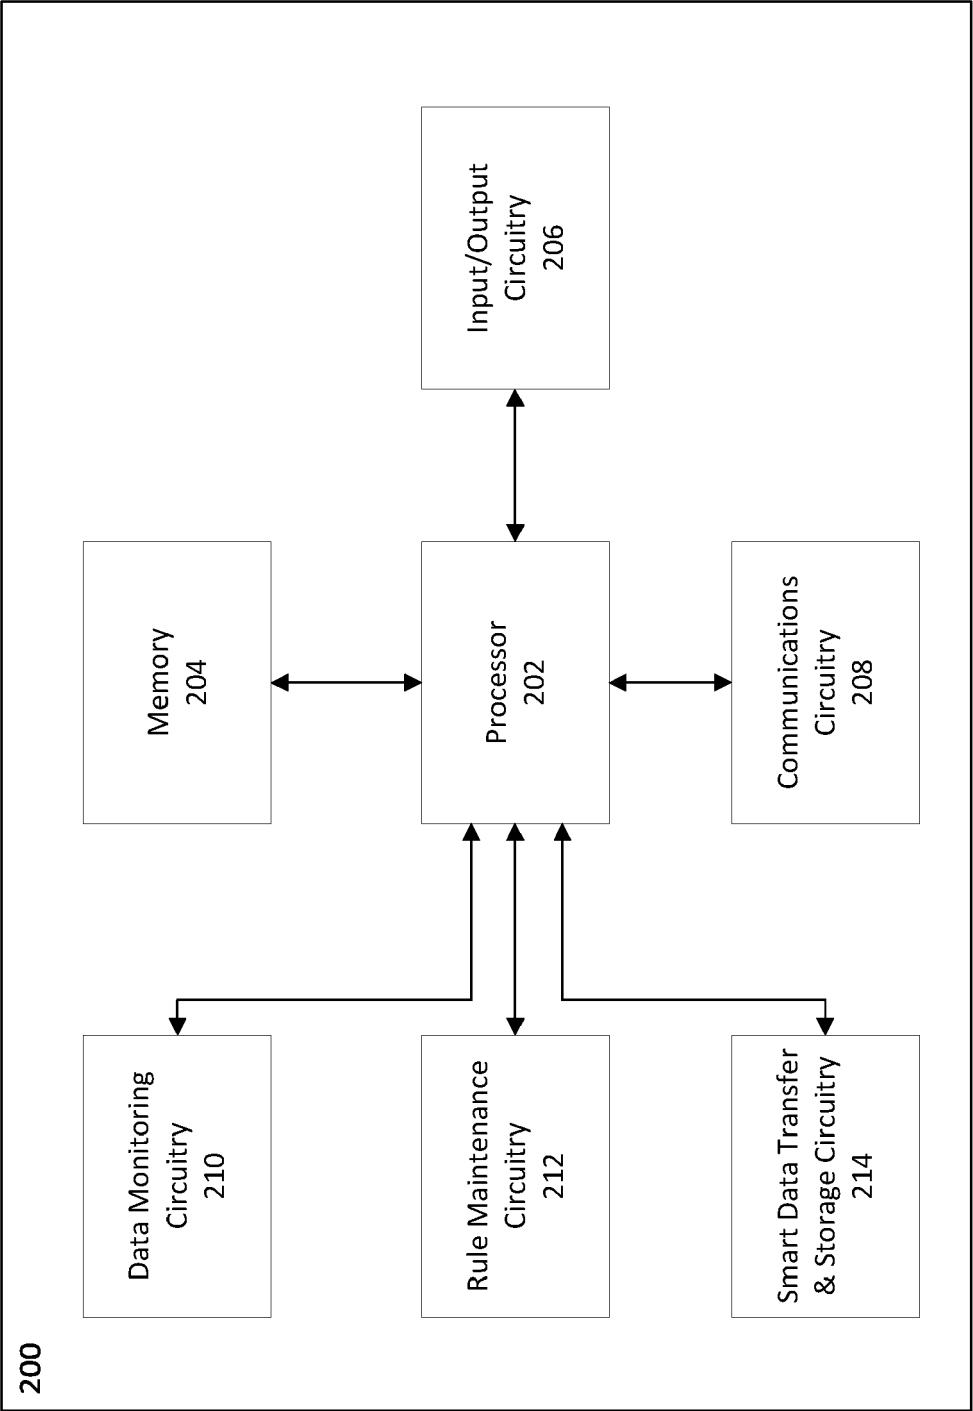 200
Data Monitoring
Circuitry
210
Memory
204
Rule Maintenance
Circuitry
212
Processor
202
Input/Output
Circuitry
206
Smart Data Transfer
& Storage Circuitry
214
Communications
Circuitry
208